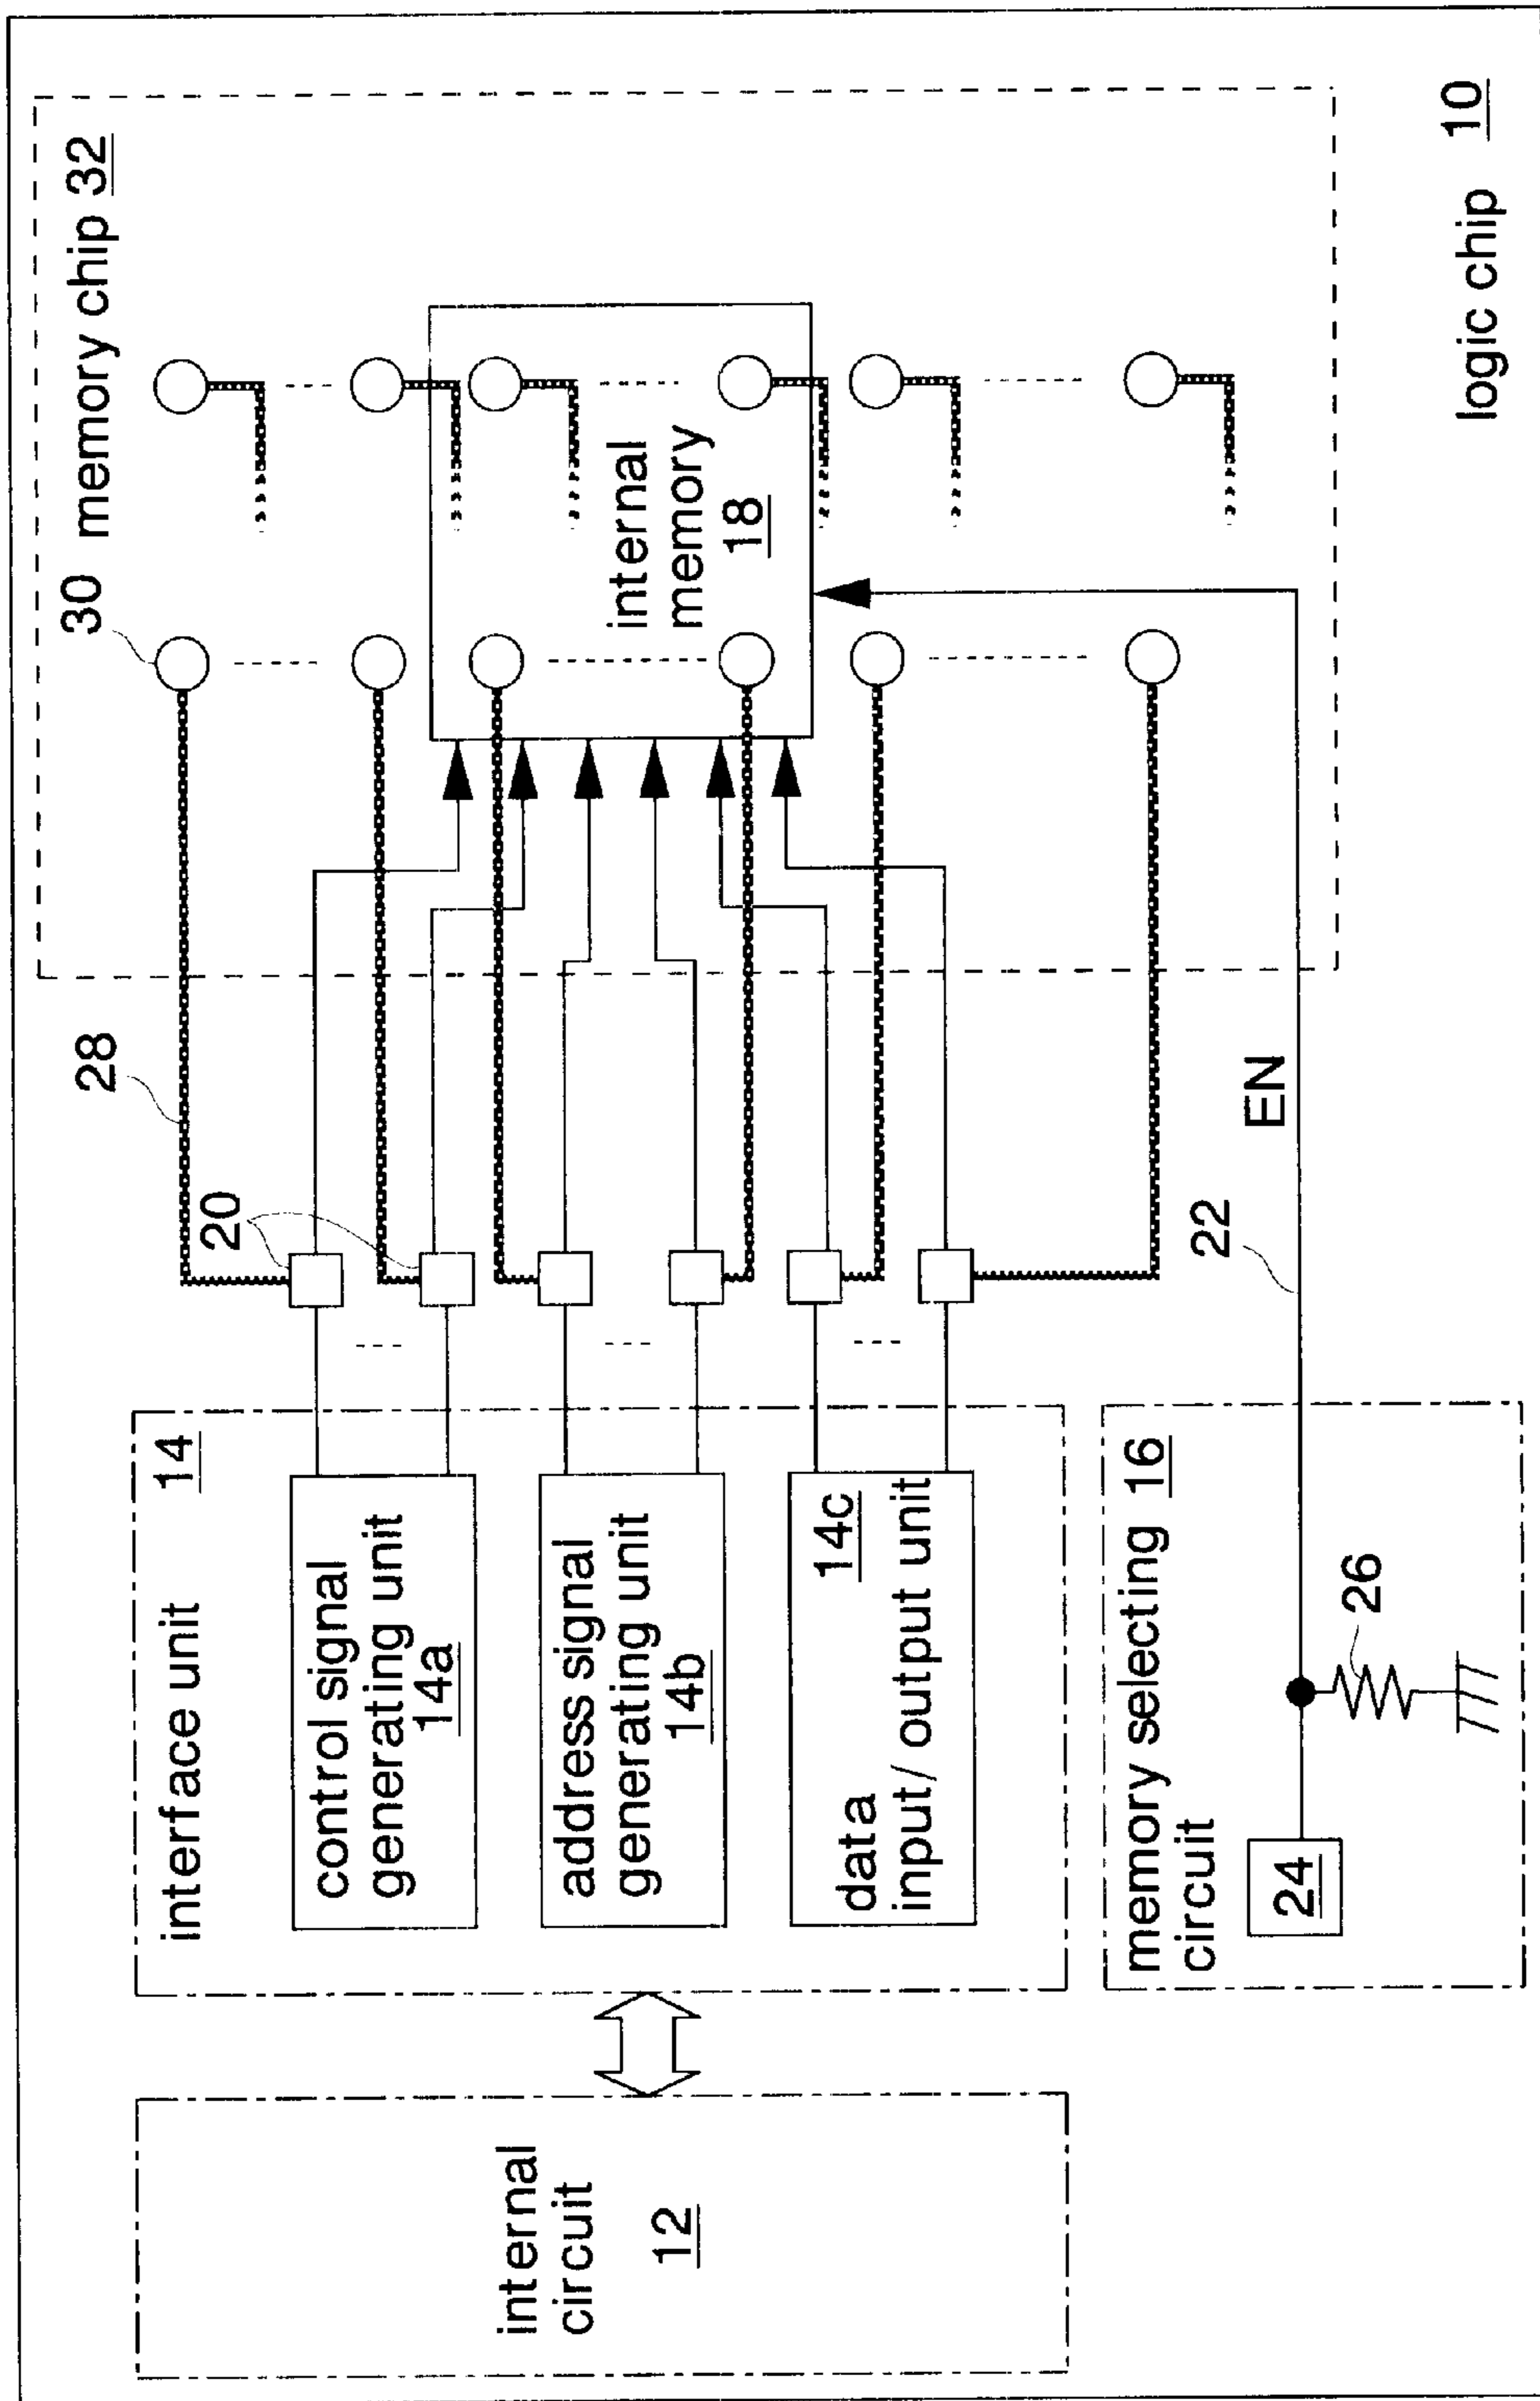 internal
circuit
12
interface unit
14
control signal
generating unit
14a
address signal
generating unit
14b
14c
data
input/ output unit
memory selecting 16
circuit
24
26
20
28
22
EN
30
memory chip 32
internal
memory
18
logic chip 10